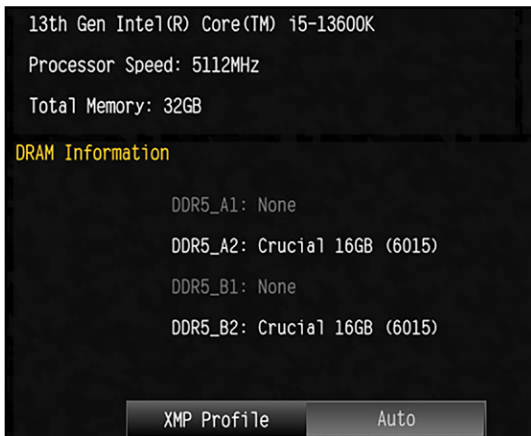 13th Gen Intel(R) Core(TM) i5-13600K
Processor Speed: 5112MHz
Total Memory: 32GB
DRAM Information
DDR5_A1: None
DDR5_A2: Crucial 16GB (6015)
DDR5_B1: None
DDR5_B2: Crucial 16GB (6015)
XMP Profile Auto